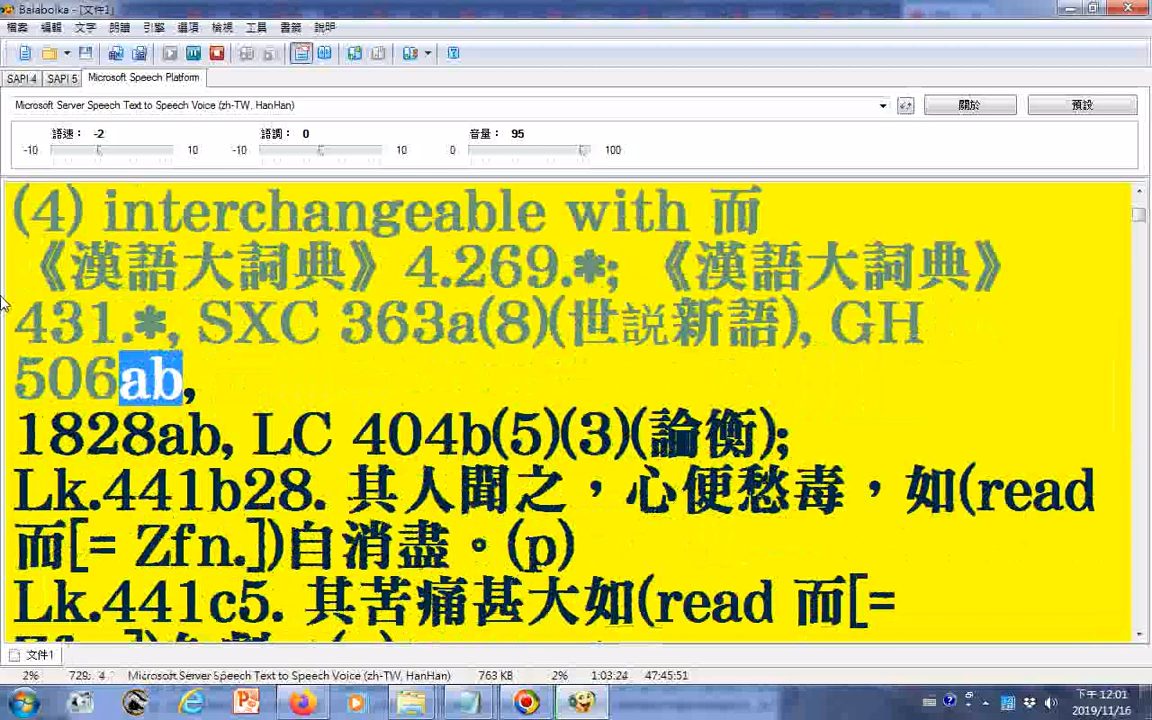 Balabolka - [文件1]
檔案 編輯 文字 朗讀 引擎 選項 檢視 工具 書籤 說明
SAPI 4 SAPI 5 Microsoft Speech Platform
Microsoft Server Speech Text to Speech Voice (zh-TW, HanHan) 關於 預設
語速： -2 語調： 0 音量： 95
-10 10 -10 10 0 100
(4) interchangeable with 而
《漢語大詞典》 4.269.*; 《漢語大詞典》
431.*, SXC 363a(8)(世説新語), GH
506ab,
1828ab, LC 404b(5)(3)(論衡);
Lk.441b28. 其人聞之，心便愁毒，如(read
而[= Zfn.])自消盡。(p)
Lk.441c5. 其苦痛甚大如(read 而[=
文件1
2% Microsoft Server Speech Text to Speech Voice (zh-TW, HanHan) 763 KB 2% 1:03:24 47:45:51
下午 12:01
2019/11/16